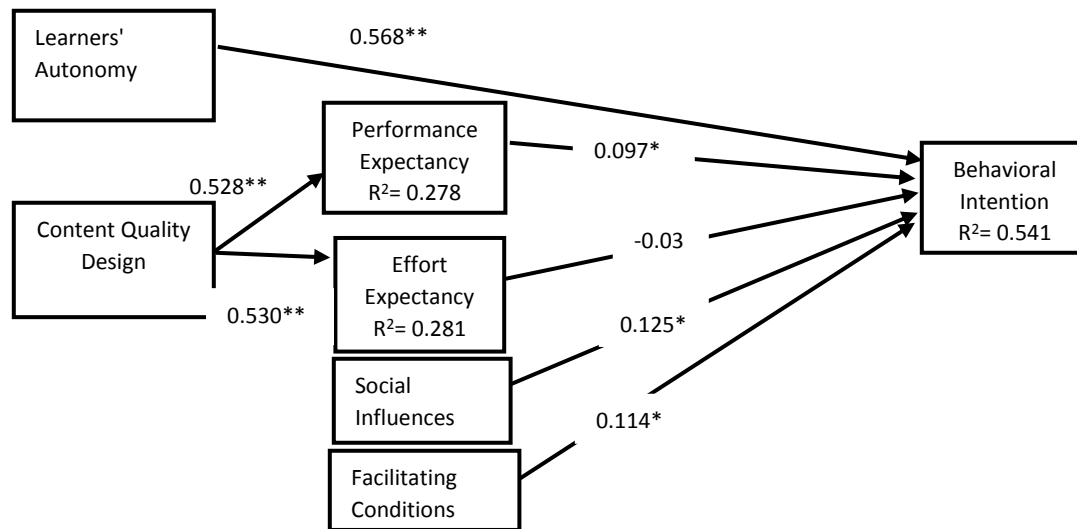 Learners'
Autonomy
0.568**
Performance
Expectancy
R²= 0.278
0.097*
Behavioral
Intention
R²= 0.541
0.528**
Content Quality
Design
0.530**
Effort
Expectancy
R²= 0.281
-0.03
Social
Influences
0.125*
Facilitating
Conditions
0.114*